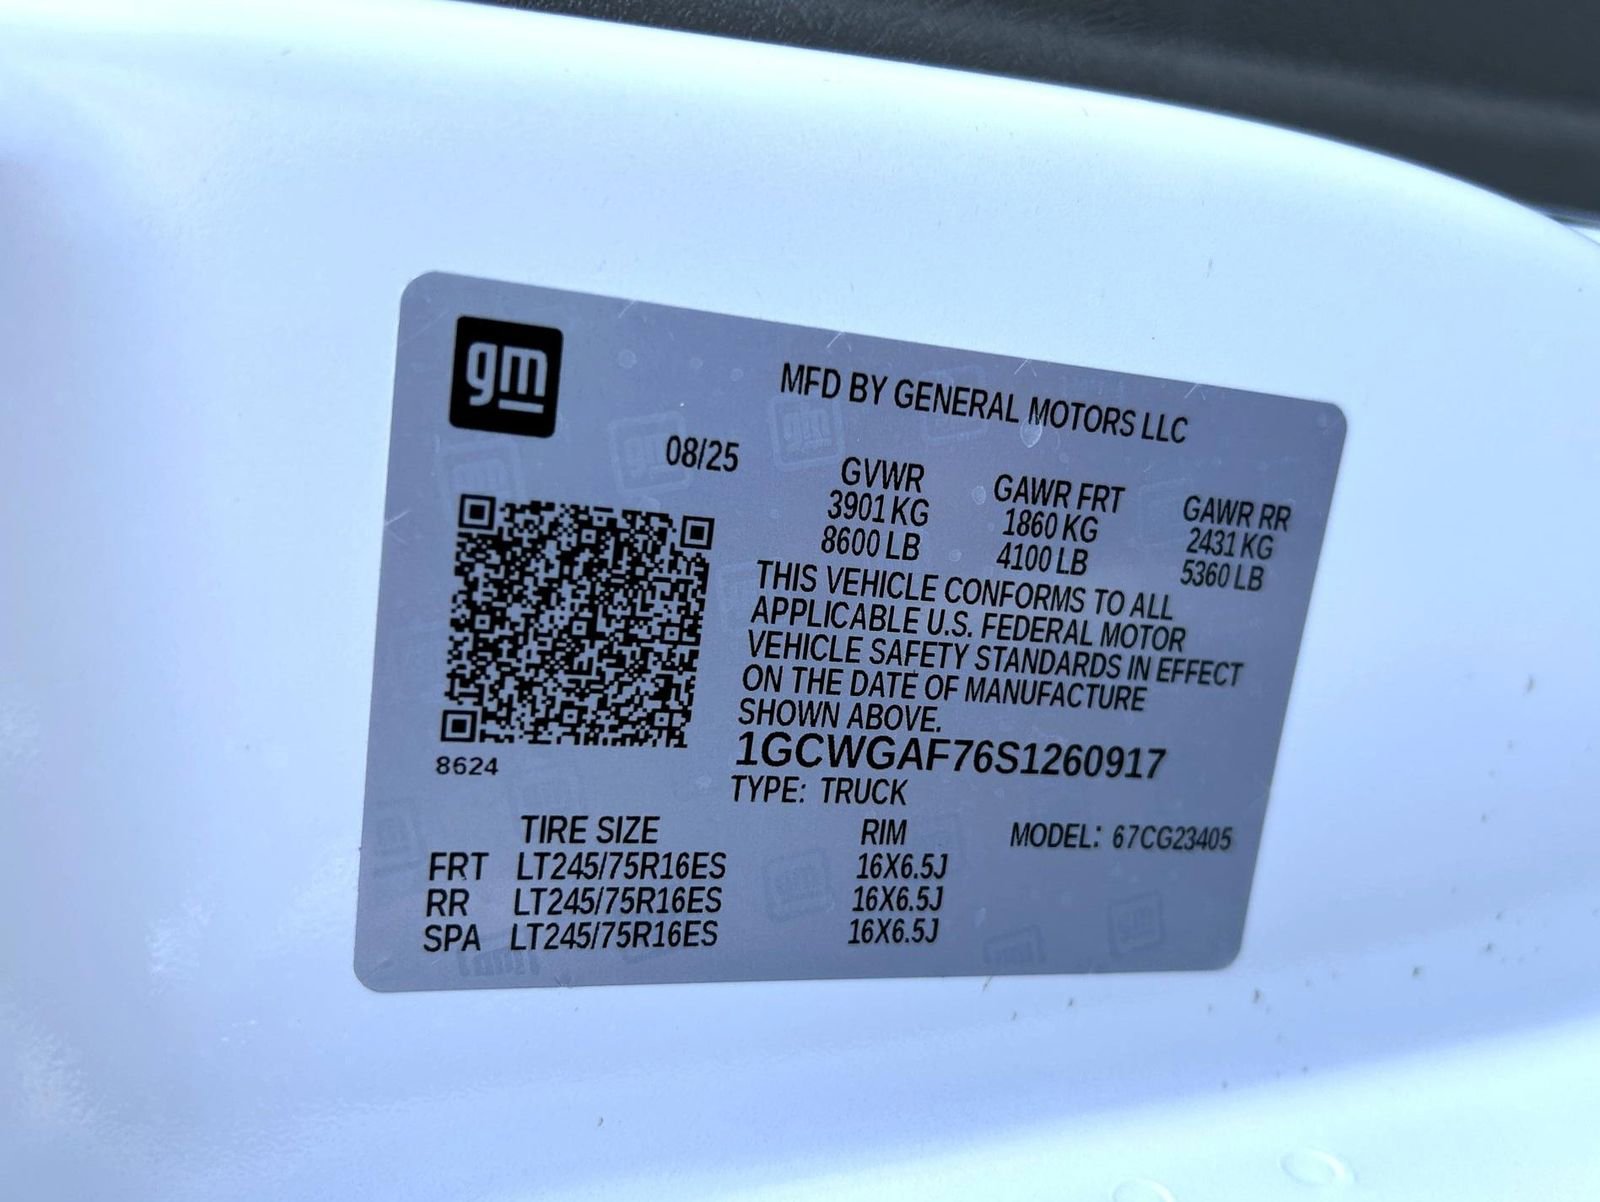 gm
MFD BY GENERAL MOTORS LLC
08/25
GVWR GAWR FRT GAWR RR
3901 KG 1860 KG 2431 KG
8600 LB 4100 LB 5360 LB
THIS VEHICLE CONFORMS TO ALL
APPLICABLE U.S. FEDERAL MOTOR
VEHICLE SAFETY STANDARDS IN EFFECT
ON THE DATE OF MANUFACTURE
SHOWN ABOVE.
1GCWGAF76S1260917
8624
TYPE: TRUCK
TIRE SIZE RIM MODEL: 67CG23405
FRT LT245/75R16ES 16X6.5J
RR LT245/75R16ES 16X6.5J
SPA LT245/75R16ES 16X6.5J